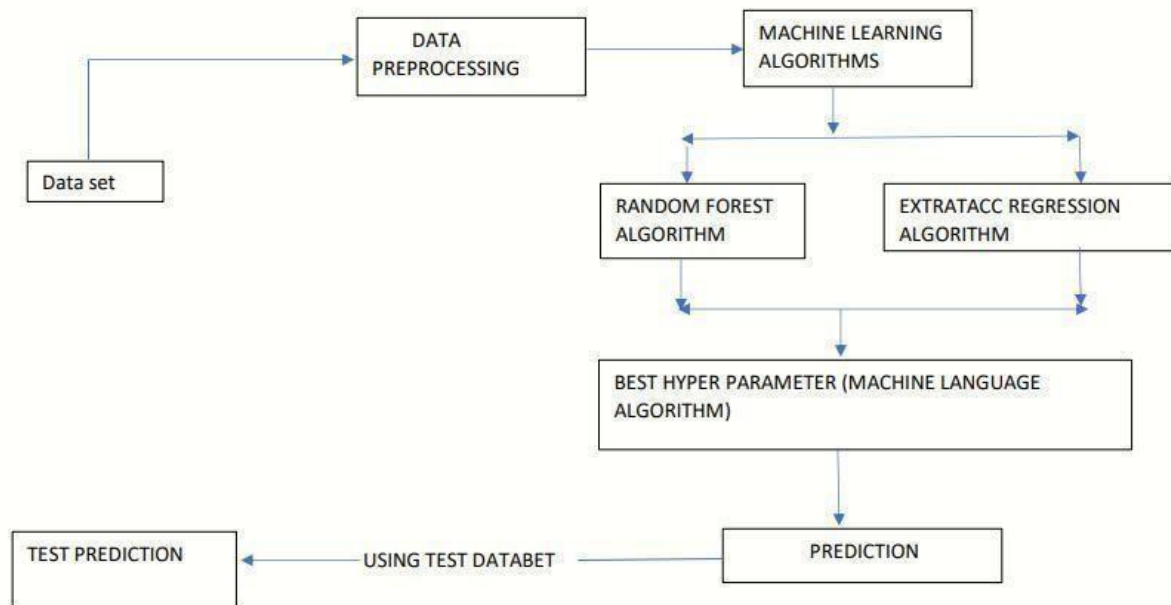 DATA
PREPROCESSING
MACHINE LEARNING
ALGORITHMS
Data set
RANDOM FOREST
ALGORITHM
EXTRATACC REGRESSION
ALGORITHM
BEST HYPER PARAMETER (MACHINE LANGUAGE
ALGORITHM)
TEST PREDICTION
USING TEST DATABET
PREDICTION